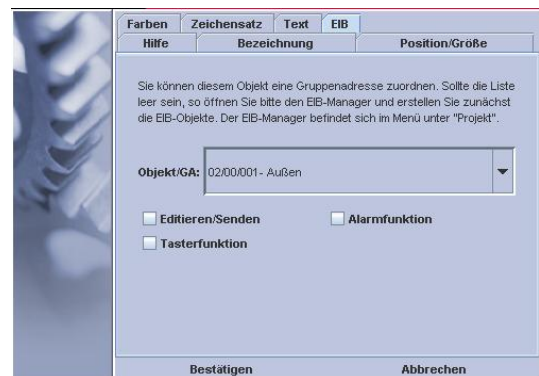 Farben Zeichensatz Text EIB
Hilfe Bezeichnung Position/Größe
Sie können diesem Objekt eine Gruppenadresse zuordnen. Sollte die Liste
leer sein, so öffnen Sie bitte den EIB-Manager und erstellen Sie zunächst
die EIB-Objekte. Der EIB-Manager befindet sich im Menü unter "Projekt".
Objekt/GA: 02/00/001- Außen
Editieren/Senden Alarmfunktion
Tasterfunktion
Bestätigen Abbrechen